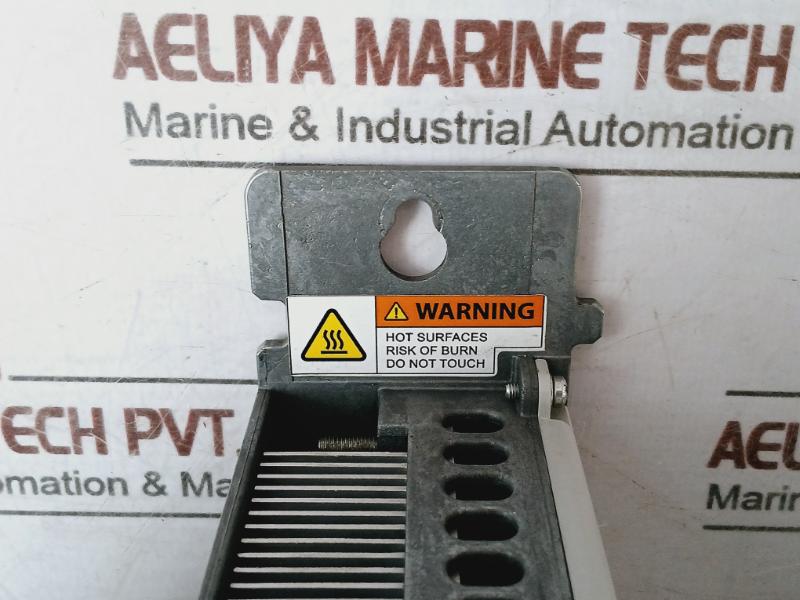 AELIYA MARINE TECH
Marine & Industrial Automation
WARNING
HOT SURFACES
RISK OF BURN
DO NOT TOUCH
ECH PVT.
omation & Ma
AEL
Marin